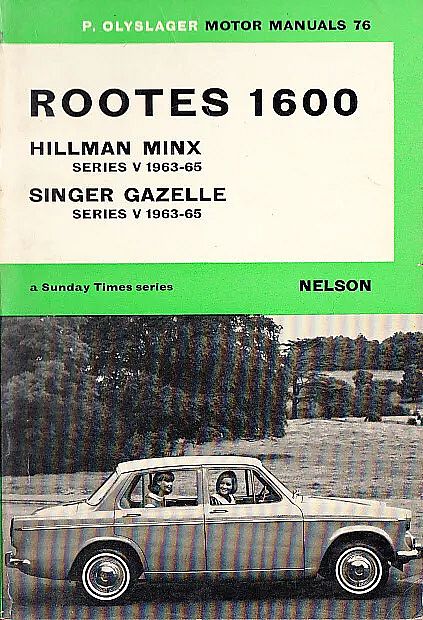 P. OLYSLAGER MOTOR MANUALS 76
ROOTES 1600
HILLMAN MINX
SERIES V 1963-65
SINGER GAZELLE
SERIES V 1963-65
a Sunday Times series NELSON